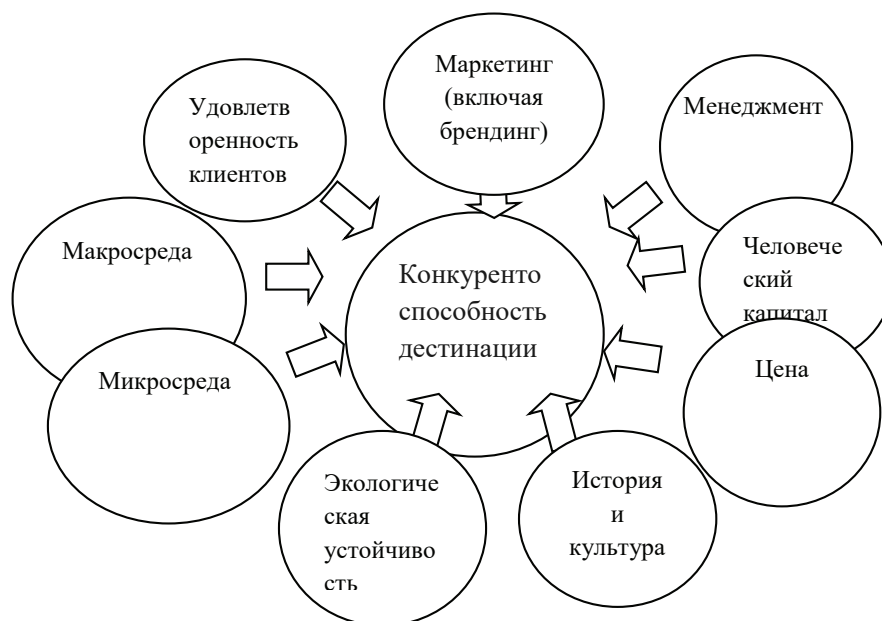 Маркетинг
(включая
брендинг)
Удовлетв
оренность
клиентов
Менеджмент
Макросреда
Человече
ский
капитал
Конкуренто
способность
дестинации
Микросреда
Цена
Экологиче
ская
устойчиво
сть
История
и
культура